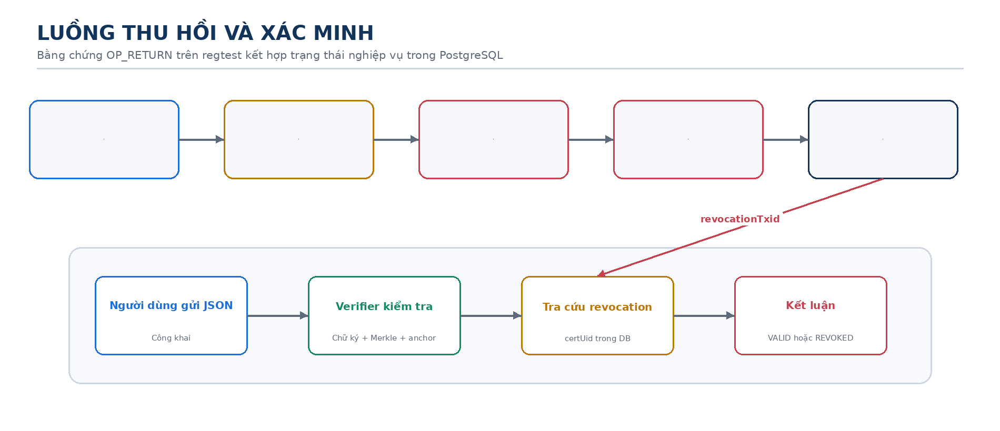 LUỒNG THU HỒI VÀ XÁC MINH
Bằng chứng OP_RETURN trên regtest kết hợp trạng thái nghiệp vụ trong PostgreSQL
. . . . .
revocationTxid
Người dùng gửi JSON
Công khai
Verifier kiểm tra
Chữ ký + Merkle + anchor
Tra cứu revocation
certUid trong DB
Kết luận
VALID hoặc REVOKED